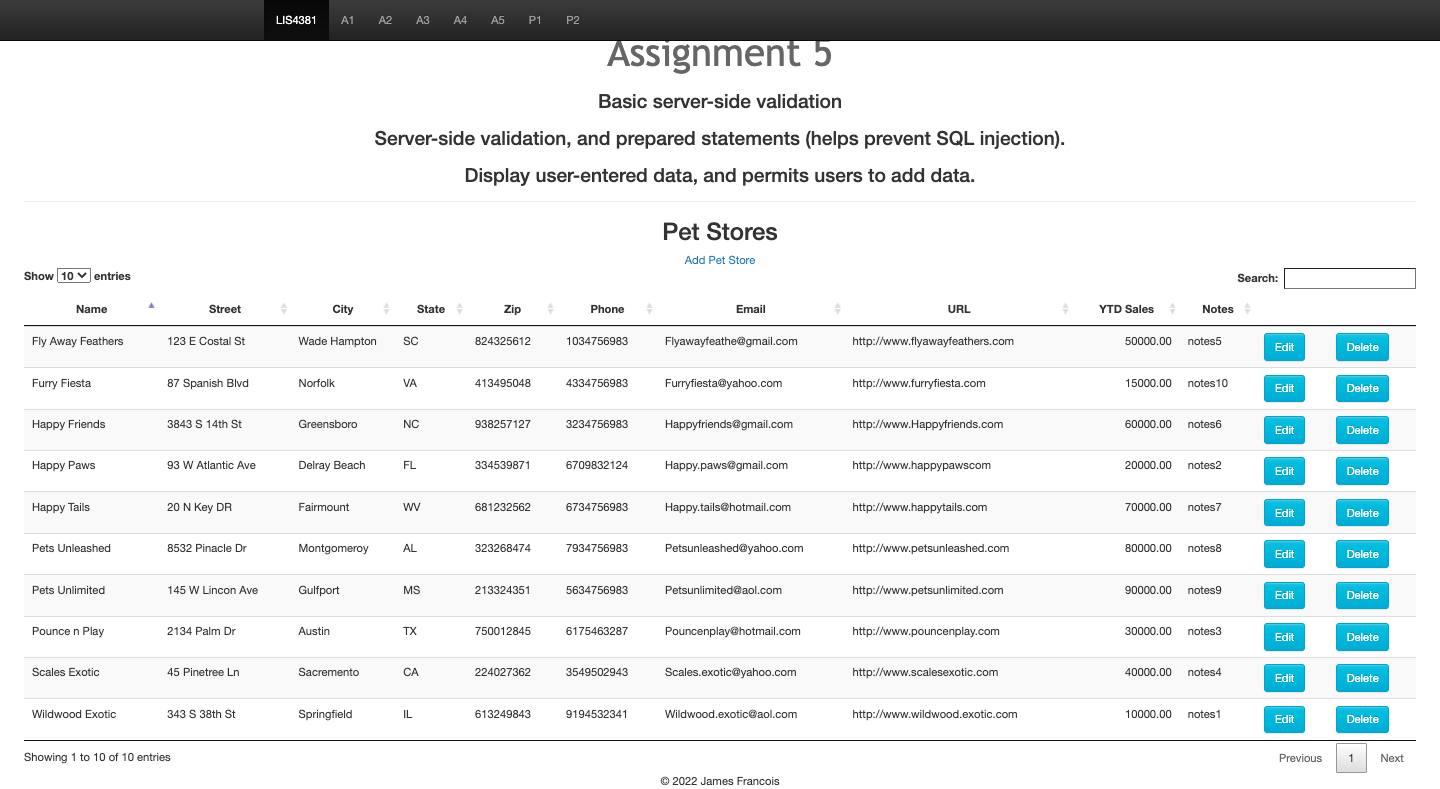 LIS4381 A1 A2 A3 A4 A5 P1 P2
Assignment 5
Basic server-side validation
Server-side validation, and prepared statements (helps prevent SQL injection).
Display user-entered data, and permits users to add data.
Pet Stores
Add Pet Store
Show 10 entries Search:
Name Street City State Zip Phone Email URL YTD Sales Notes
Fly Away Feathers 123 E Costal St Wade Hampton SC 824325612 1034756983 Flyawayfeathe@gmail.com http://www.flyawayfeathers.com 50000.00 notes5 Edit Delete
Furry Fiesta 87 Spanish Blvd Norfolk VA 413495048 4334756983 Furryfiesta@yahoo.com http://www.furryfiesta.com 15000.00 notes10 Edit Delete
Happy Friends 3843 S 14th St Greensboro NC 938257127 3234756983 Happyfriends@gmail.com http://www.Happyfriends.com 60000.00 notes6 Edit Delete
Happy Paws 93 W Atlantic Ave Delray Beach FL 334539871 6709832124 Happy.paws@gmail.com http://www.happypawscom 20000.00 notes2 Edit Delete
Happy Tails 20 N Key DR Fairmount WV 681232562 6734756983 Happy.tails@hotmail.com http://www.happytails.com 70000.00 notes7 Edit Delete
Pets Unleashed 8532 Pinacle Dr Montgomeroy AL 323268474 7934756983 Petsunleashed@yahoo.com http://www.petsunleashed.com 80000.00 notes8 Edit Delete
Pets Unlimited 145 W Lincon Ave Gulfport MS 213324351 5634756983 Petsunlimited@aol.com http://www.petsunlimited.com 90000.00 notes9 Edit Delete
Pounce n Play 2134 Palm Dr Austin TX 750012845 6175463287 Pouncenplay@hotmail.com http://www.pouncenplay.com 30000.00 notes3 Edit Delete
Scales Exotic 45 Pinetree Ln Sacremento CA 224027362 3549502943 Scales.exotic@yahoo.com http://www.scalesexotic.com 40000.00 notes4 Edit Delete
Wildwood Exotic 343 S 38th St Springfield IL 613249843 9194532341 Wildwood.exotic@aol.com http://www.wildwood.exotic.com 10000.00 notes1 Edit Delete
Showing 1 to 10 of 10 entries Previous 1 Next
© 2022 James Francois